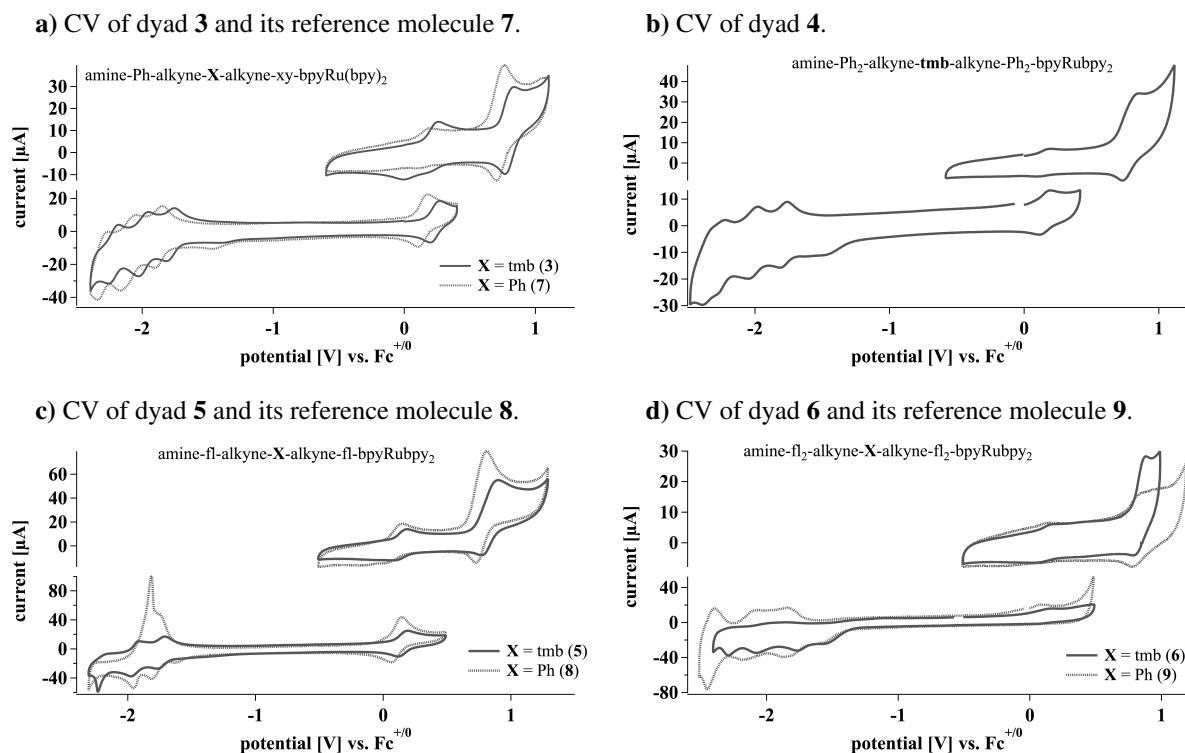 a) CV of dyad 3 and its reference molecule 7.
amine-Ph-alkyne-X-alkyne-xy-bpyRu(bpy)2
30
20
10
0
-10
20
0
-20
-40
current [µA]
X = tmb (3)
X = Ph (7)
-2
-1
0
1
potential [V] vs. Fc+/0
b) CV of dyad 4.
amine-Ph2-alkyne-tmb-alkyne-Ph2-bpyRubpy2
40
20
0
10
0
-10
-20
-30
current [µA]
-2
-1
0
1
potential [V] vs. Fc+/0
c) CV of dyad 5 and its reference molecule 8.
amine-fl-alkyne-X-alkyne-fl-bpyRubpy2
60
40
20
0
80
40
0
-40
current [µA]
X = tmb (5)
X = Ph (8)
-2
-1
0
1
potential [V] vs. Fc+/0
d) CV of dyad 6 and its reference molecule 9.
amine-fl2-alkyne-X-alkyne-fl2-bpyRubpy2
30
20
10
0
40
0
-40
-80
current [µA]
X = tmb (6)
X = Ph (9)
-2
-1
0
1
potential [V] vs. Fc+/0